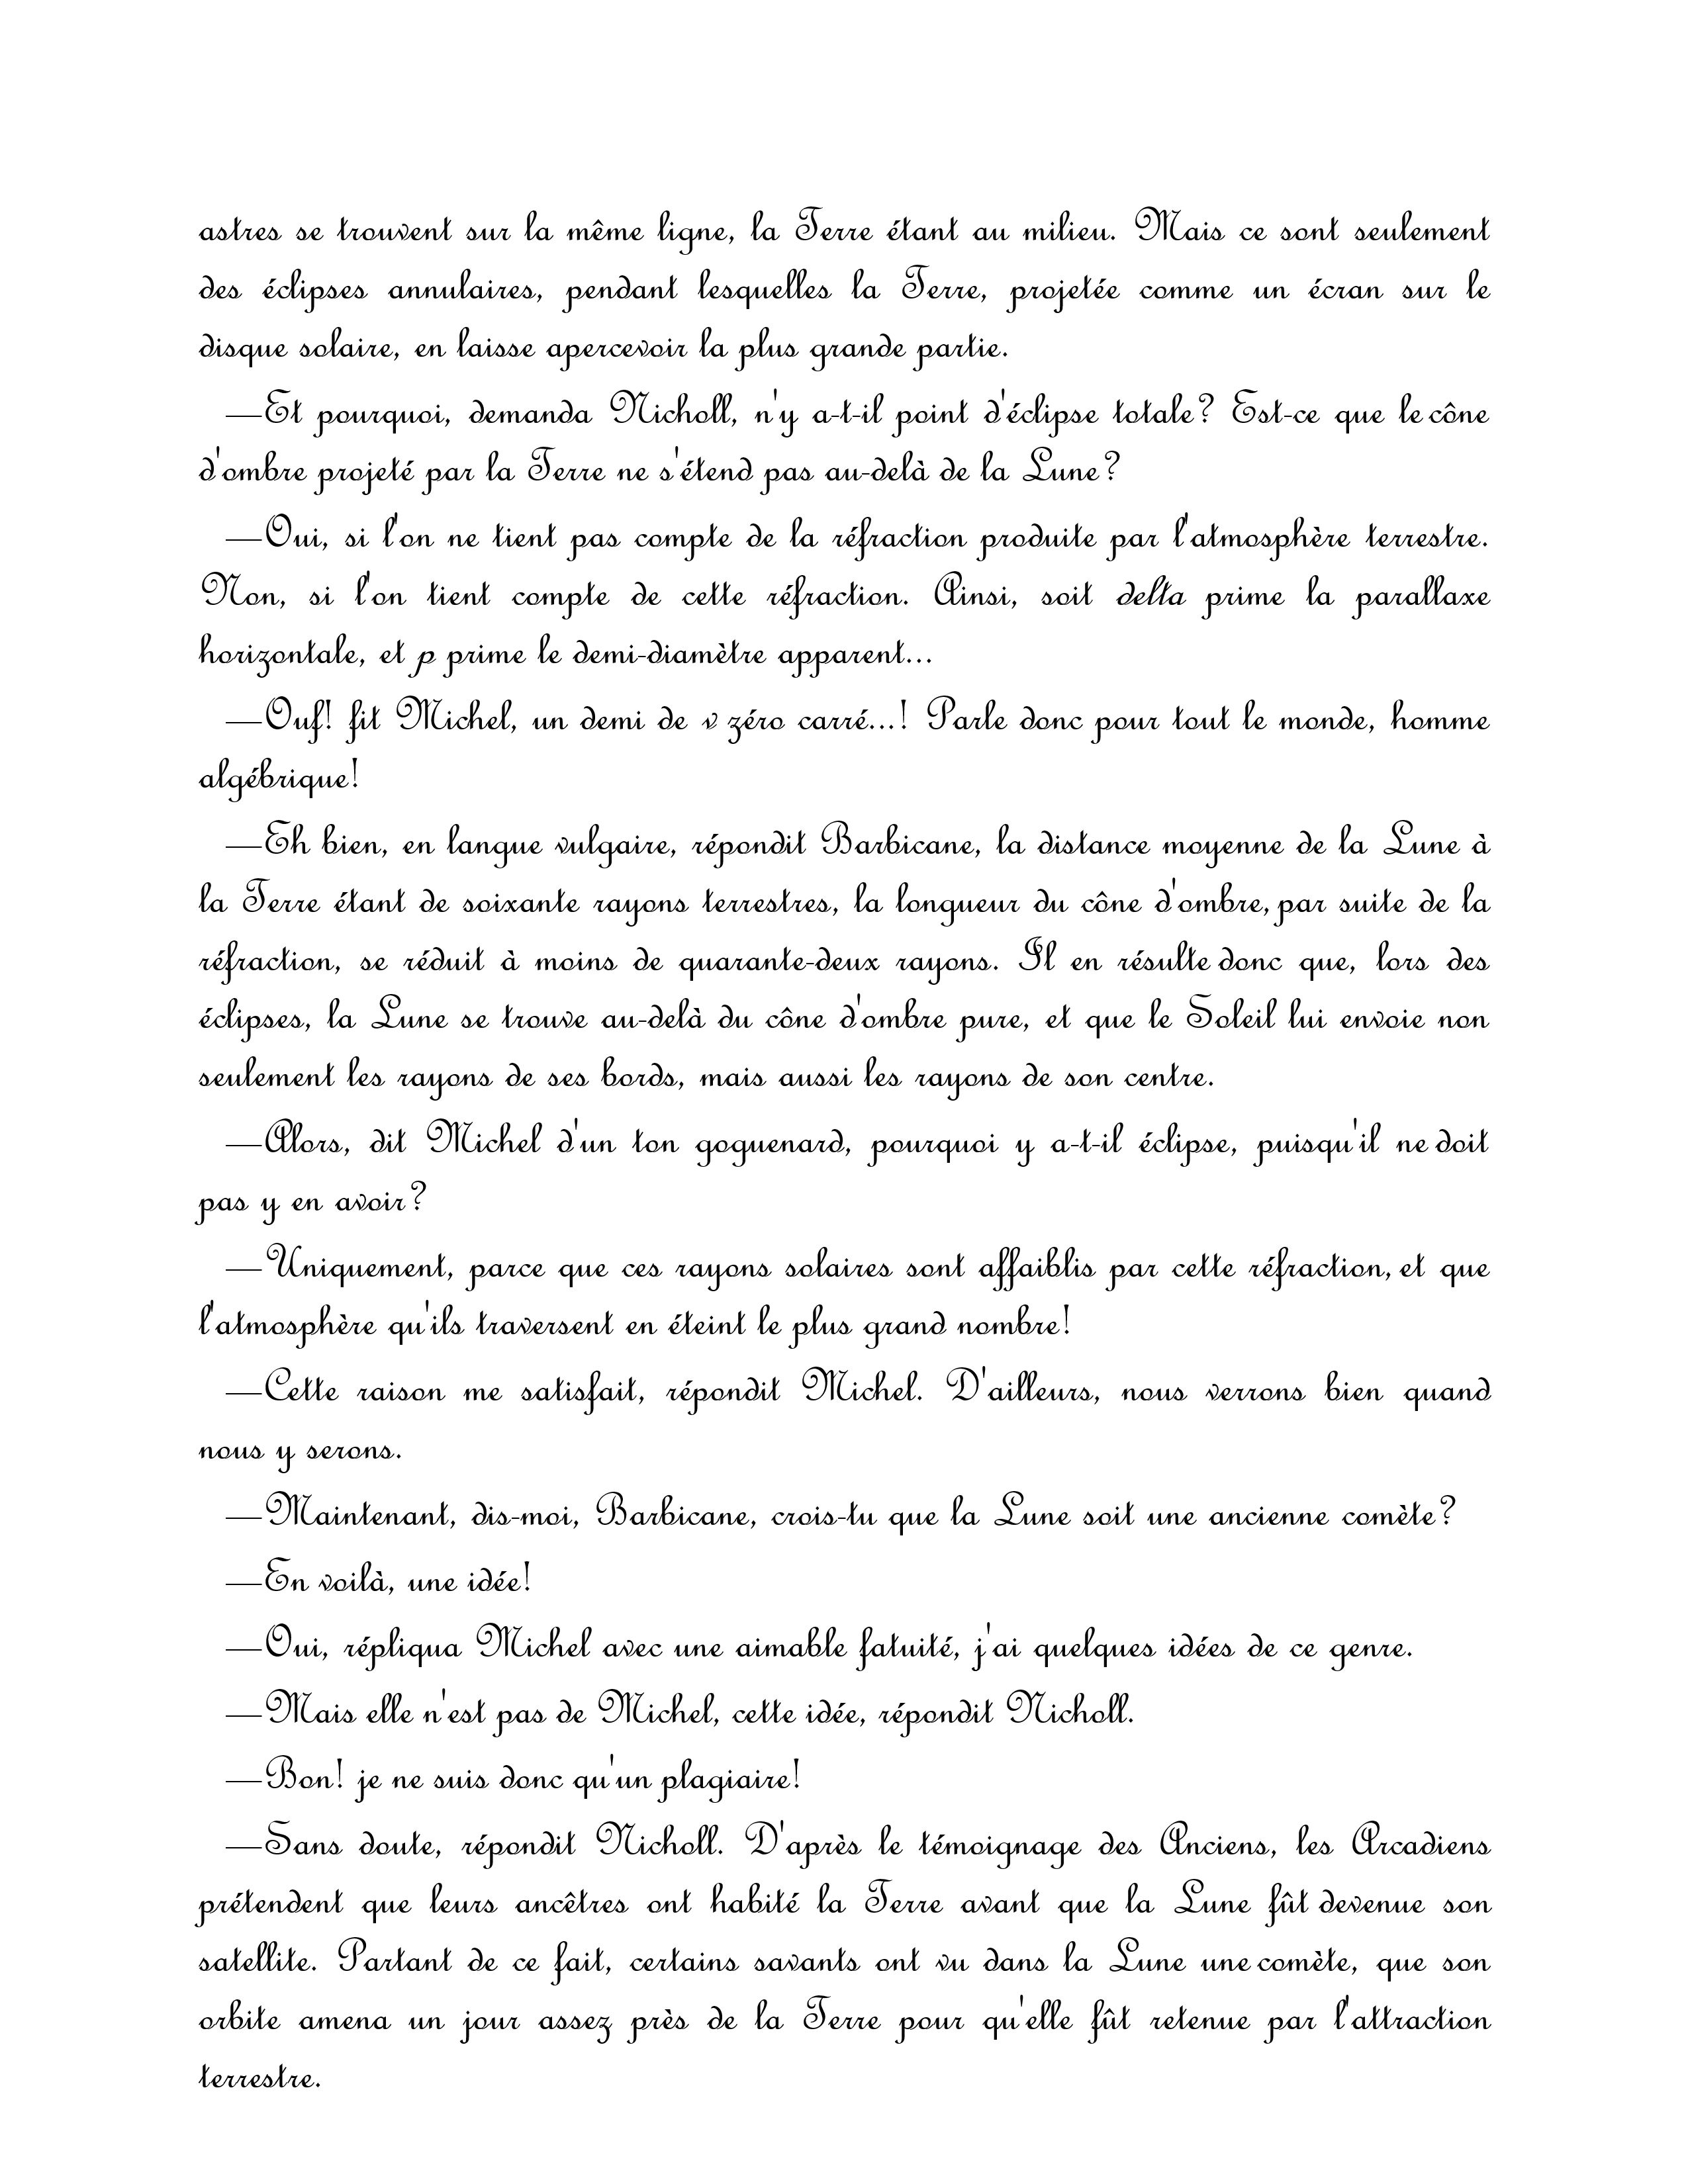 astres se trouvent sur la même ligne, la Terre étant au milieu. Mais ce sont seulement
des éclipses annulaires, pendant lesquelles la Terre, projetée comme un écran sur le
disque solaire, en laisse apercevoir la plus grande partie.
—Et pourquoi, demanda Nicholl, n'y a-t-il point d'éclipse totale? Est-ce que le cône
d'ombre projeté par la Terre ne s'étend pas au-delà de la Lune?
—Oui, si l'on ne tient pas compte de la réfraction produite par l'atmosphère terrestre.
Non, si l'on tient compte de cette réfraction. Ainsi, soit delta prime la parallaxe
horizontale, et p prime le demi-diamètre apparent...
—Ouf! fit Michel, un demi de v zéro carré...! Parle donc pour tout le monde, homme
algébrique!
—Eh bien, en langue vulgaire, répondit Barbicane, la distance moyenne de la Lune à
la Terre étant de soixante rayons terrestres, la longueur du cône d'ombre, par suite de la
réfraction, se réduit à moins de quarante-deux rayons. Il en résulte donc que, lors des
éclipses, la Lune se trouve au-delà du cône d'ombre pure, et que le Soleil lui envoie non
seulement les rayons de ses bords, mais aussi les rayons de son centre.
—Alors, dit Michel d'un ton goguenard, pourquoi y a-t-il éclipse, puisqu'il ne doit
pas y en avoir?
—Uniquement, parce que ces rayons solaires sont affaiblis par cette réfraction, et que
l'atmosphère qu'ils traversent en éteint le plus grand nombre!
—Cette raison me satisfait, répondit Michel. D'ailleurs, nous verrons bien quand
nous y serons.
—Maintenant, dis-moi, Barbicane, crois-tu que la Lune soit une ancienne comète?
—En voilà, une idée!
—Oui, répliqua Michel avec une aimable fatuité, j'ai quelques idées de ce genre.
—Mais elle n'est pas de Michel, cette idée, répondit Nicholl.
—Bon! je ne suis donc qu'un plagiaire!
—Sans doute, répondit Nicholl. D'après le témoignage des Anciens, les Arcadiens
prétendent que leurs ancêtres ont habité la Terre avant que la Lune fût devenue son
satellite. Partant de ce fait, certains savants ont vu dans la Lune une comète, que son
orbite amena un jour assez près de la Terre pour qu'elle fût retenue par l'attraction
terrestre.